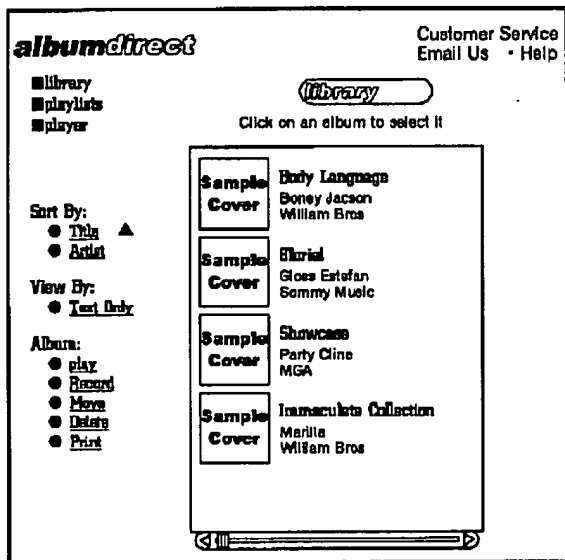 albumdirect
Customer Service
Email Us • Help
library
playlists
player
library
Click on an album to select it
Sort By:
Title
Artist
View By:
Text Only
Album:
play
Record
Move
Delete
Print
Sample Cover
Body Language
Boney Jacson
William Bros
Sample Cover
Gloes Estefan
Sommy Music
Sample Cover
Showcase
Party Cline
MGA
Sample Cover
Immaculate Collection
Marilla
William Bros